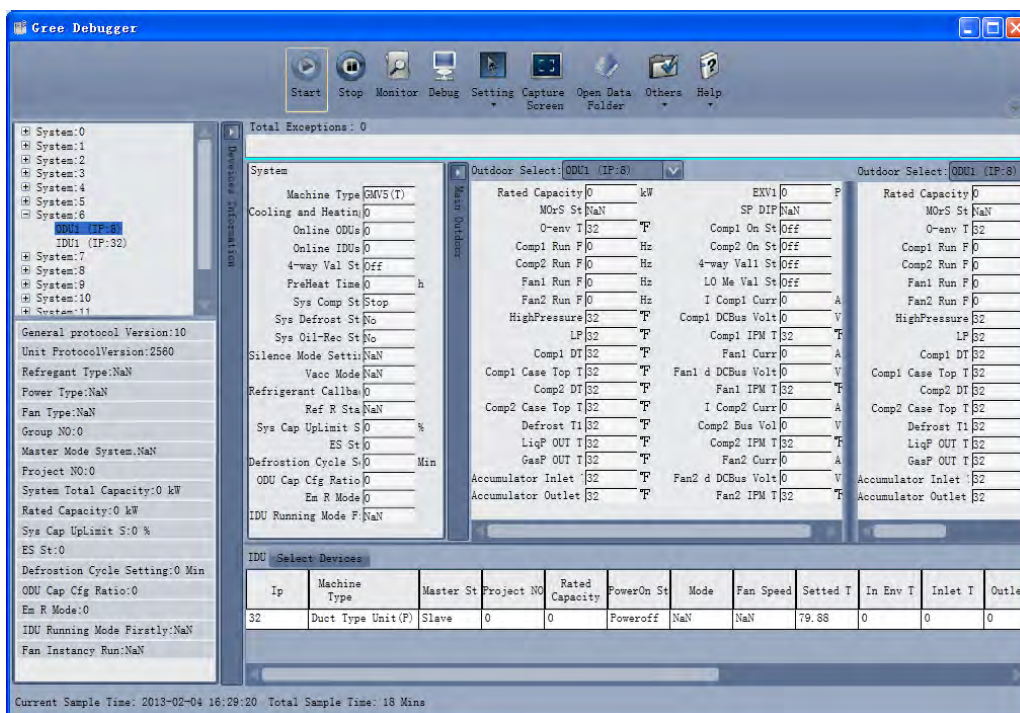 Gree Debugger
Start Stop Monitor Debug Setting Capture Screen Open Data Folder Others Help
System:0
System:1
System:2
System:3
System:4
System:5
System:6
ODU1 (IP:8)
IDU1 (IP:32)
System:7
System:8
System:9
System:10
System:11
General protocol Version:10
Unit ProtocolVersion:2560
Refregant Type:NaN
Power Type:NaN
Fan Type:NaN
Group NO:0
Master Mode System.NaN
Project NO:0
System Total Capacity:0 kW
Rated Capacity:0 kW
Sys Cap UpLimit S:0 %
ES St:0
Defrostion Cycle Setting:0 Min
ODU Cap Cfg Ratio:0
Em R Mode:0
IDU Running Mode Firstly:NaN
Fan Instancy Run:NaN
Devices Information
Total Exceptions: 0
System
Machine Type GMV5(T)
Cooling and Heatin 0
Online ODUs 0
Online IDUs 0
4-way Val St Off
PreHeat Time 0 h
Sys Comp St Stop
Sys Defrost St No
Sys Oil-Rec St No
Silence Mode Setti NaN
Vacc Mode NaN
Refrigerant Callba 0
Ref R Sta NaN
Sys Cap UpLimit S 0 %
ES St 0
Defrostion Cycle S 0 Min
ODU Cap Cfg Ratio 0
Em R Mode 0
IDU Running Mode F NaN
Main Outdoor
Outdoor Select: ODU1 (IP:8)
Rated Capacity 0 kW EXV1 0 P
MOrS St NaN SP DIP NaN
O-env T 32 ℉ Comp1 On St Off
Comp1 Run F 0 Hz Comp2 On St Off
Comp2 Run F 0 Hz 4-way Val1 St Off
Fan1 Run F 0 Hz LO Me Val St Off
Fan2 Run F 0 Hz I Comp1 Curr 0 A
HighPressure 32 ℉ Comp1 DCBus Volt 0 V
LP 32 ℉ Comp1 IPM T 32 ℉
Comp1 DT 32 ℉ Fan1 Curr 0 A
Comp1 Case Top T 32 ℉ Fan1 d DCBus Volt 0 V
Comp2 DT 32 ℉ Fan1 IPM T 32 ℉
Comp2 Case Top T 32 ℉ I Comp2 Curr 0 A
Defrost T1 32 ℉ Comp2 Bus Vol 0 V
LiqP OUT T 32 ℉ Comp2 IPM T 32 ℉
GasP OUT T 32 ℉ Fan2 Curr 0 A
Accumulator Inlet 32 ℉ Fan2 d DCBus Volt 0 V
Accumulator Outlet 32 ℉ Fan2 IPM T 32 ℉
Outdoor Select: ODU1 (IP:8)
Rated Capacity 0
MOrS St NaN
O-env T 32
Comp1 Run F 0
Comp2 Run F 0
Fan1 Run F 0
Fan2 Run F 0
HighPressure 32
LP 32
Comp1 DT 32
Comp1 Case Top T 32
Comp2 DT 32
Comp2 Case Top T 32
Defrost T1 32
LiqP OUT T 32
GasP OUT T 32
Accumulator Inlet 32
Accumulator Outlet 32
IDU Select Devices
Ip Machine Type Master St Project NO Rated Capacity PowerOn St Mode Fan Speed Setted T In Env T Inlet T Outle
32 Duct Type Unit(P) Slave 0 0 Poweroff NaN NaN 79.88 0 0 0
Current Sample Time: 2013-02-04 16:29:20 Total Sample Time: 18 Mins